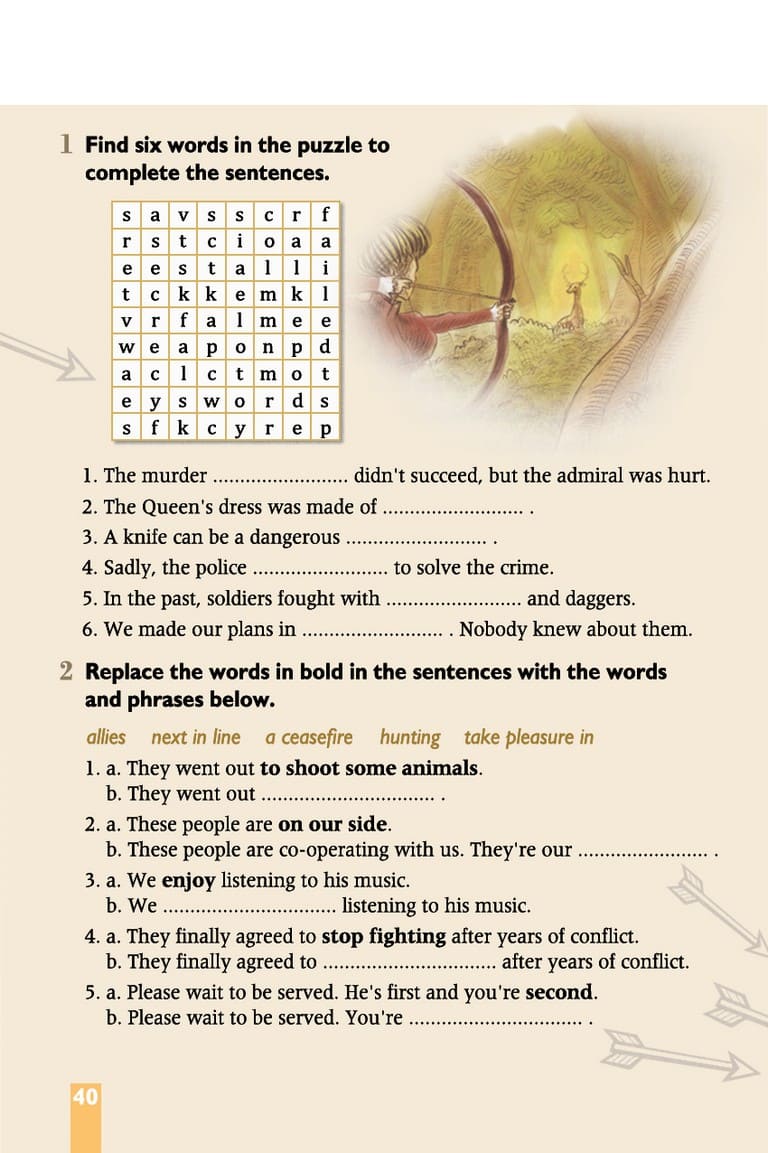 1 Find six words in the puzzle to
complete the sentences.
s a v s s c r f
r s t c i o a a
e e s t a l l i
t c k k e m k l
v r f a l m e e
w e a p o n p d
a c l c t m o t
e y s w o r d s
s f k c y r e p
1. The murder ......................... didn't succeed, but the admiral was hurt.
2. The Queen's dress was made of .......................... .
3. A knife can be a dangerous .......................... .
4. Sadly, the police ......................... to solve the crime.
5. In the past, soldiers fought with ......................... and daggers.
6. We made our plans in .......................... . Nobody knew about them.
2 Replace the words in bold in the sentences with the words
and phrases below.
allies next in line a ceasefire hunting take pleasure in
1. a. They went out to shoot some animals.
b. They went out ................................ .
2. a. These people are on our side.
b. These people are co-operating with us. They're our ........................ .
3. a. We enjoy listening to his music.
b. We ................................ listening to his music.
4. a. They finally agreed to stop fighting after years of conflict.
b. They finally agreed to ................................ after years of conflict.
5. a. Please wait to be served. He's first and you're second.
b. Please wait to be served. You're ................................ .
40